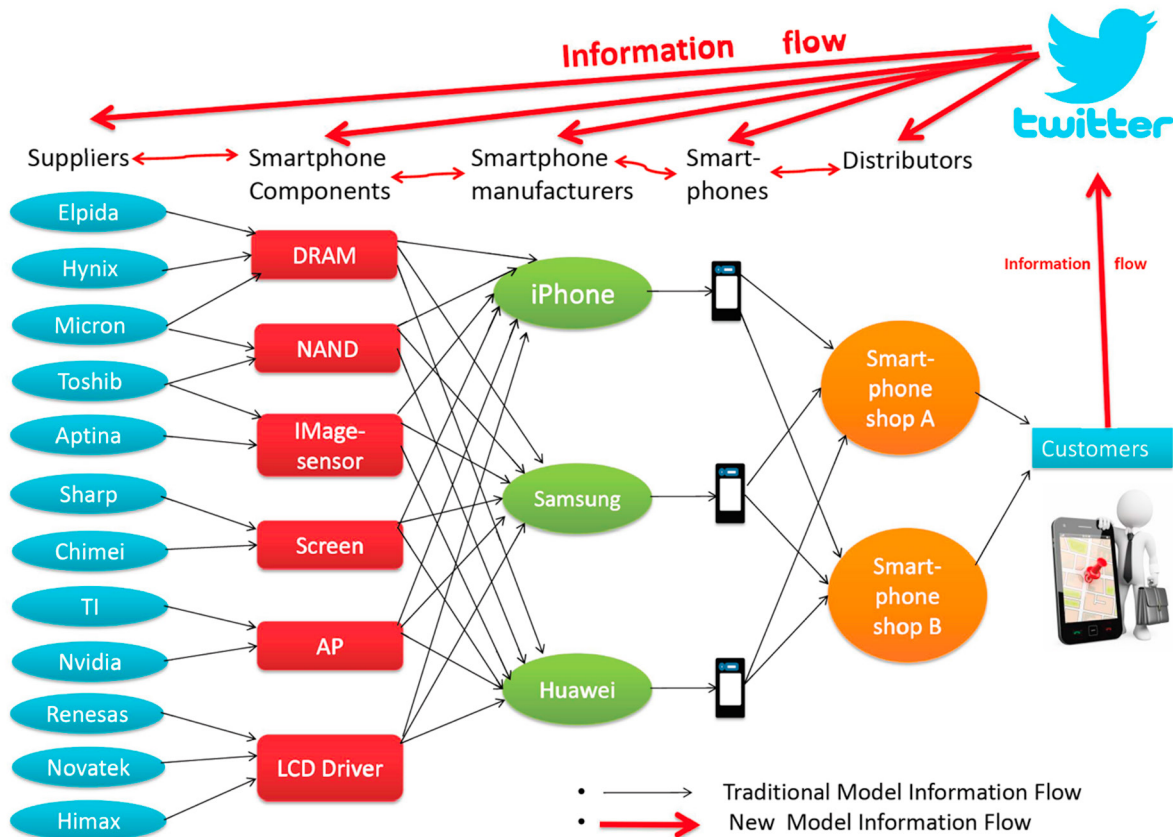 Information flow
twitter
Suppliers
Smartphone
Components
Smartphone
manufacturers
Smart-
phones
Distributors
Elpida
Hynix
Micron
Toshib
Aptina
Sharp
Chimei
TI
Nvidia
Renesas
Novatek
Himax
DRAM
NAND
IMage-
sensor
Screen
AP
LCD Driver
iPhone
Samsung
Huawei
Smart-
phone
shop A
Smart-
phone
shop B
Information flow
Customers
• Traditional Model Information Flow
• New Model Information Flow